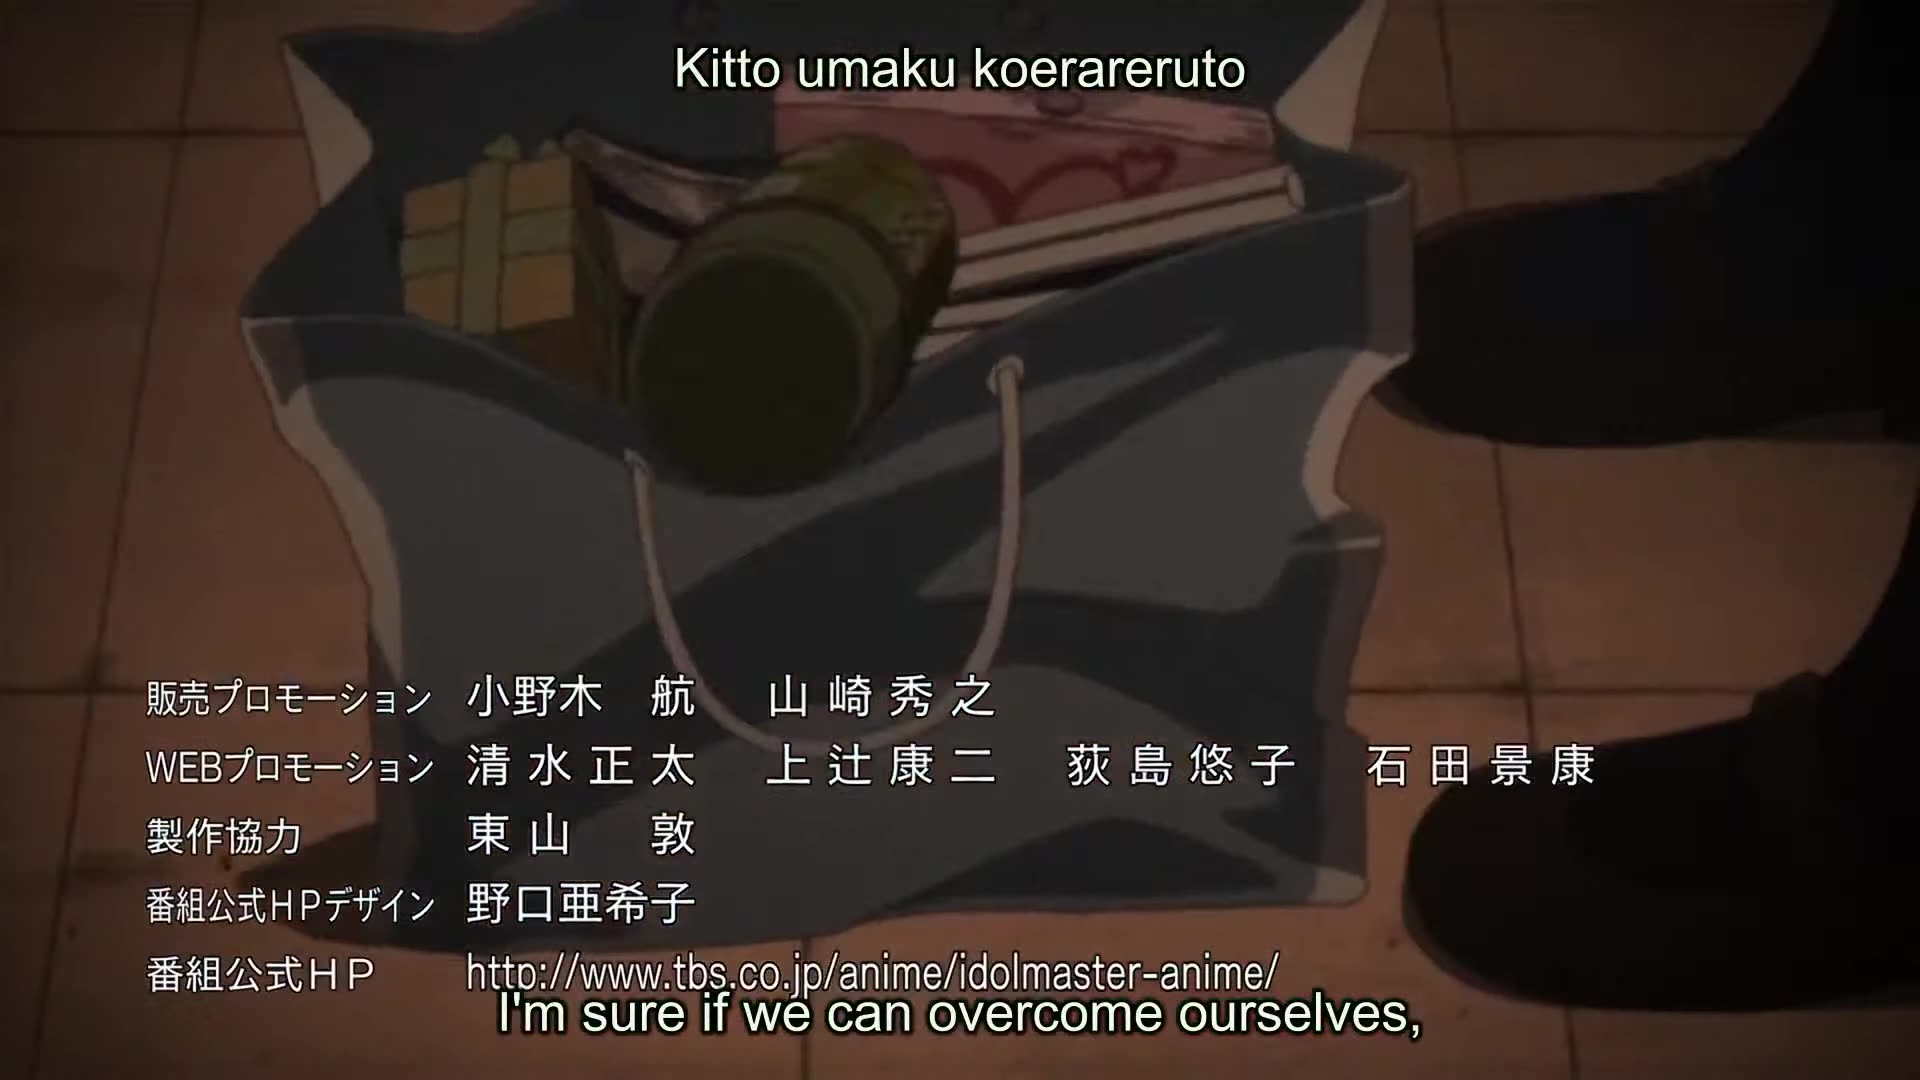 Kitto umaku koerareruto
販売プロモーション 小野木 航 山崎秀之
WEBプロモーション 清水正太 上辻康二 荻島悠子 石田景康
製作協力 東山 敦
番組公式HPデザイン 野口亜希子
番組公式HP http://www.tbs.co.jp/anime/idolmaster-anime/
I'm sure if we can overcome ourselves,